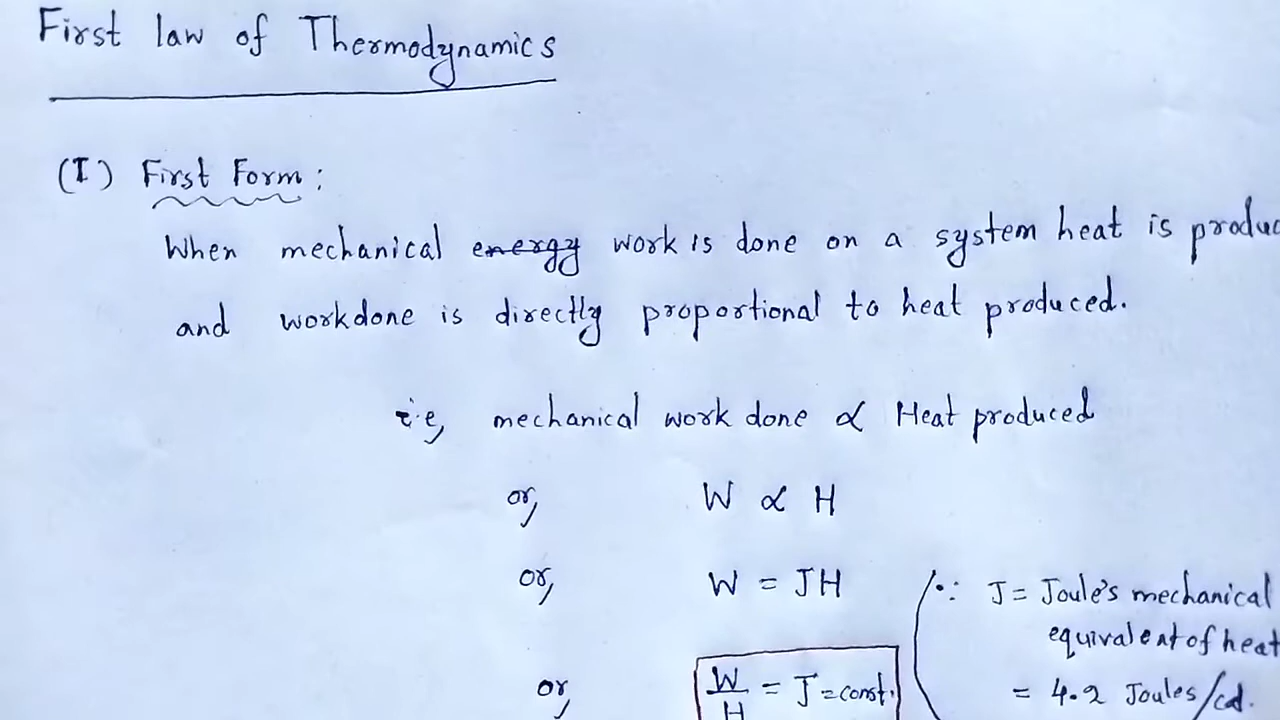 First law of Thermodynamics
(I) First Form:
When mechanical energy work is done on a system heat is produc
and workdone is directly proportional to heat produced.
i.e, mechanical work done ∝ Heat produced
or, W ∝ H
or, W = JH (∵ J = Joule's mechanical
equivalent of heat
or, W/H = J = const. = 4.2 Joules/cal.